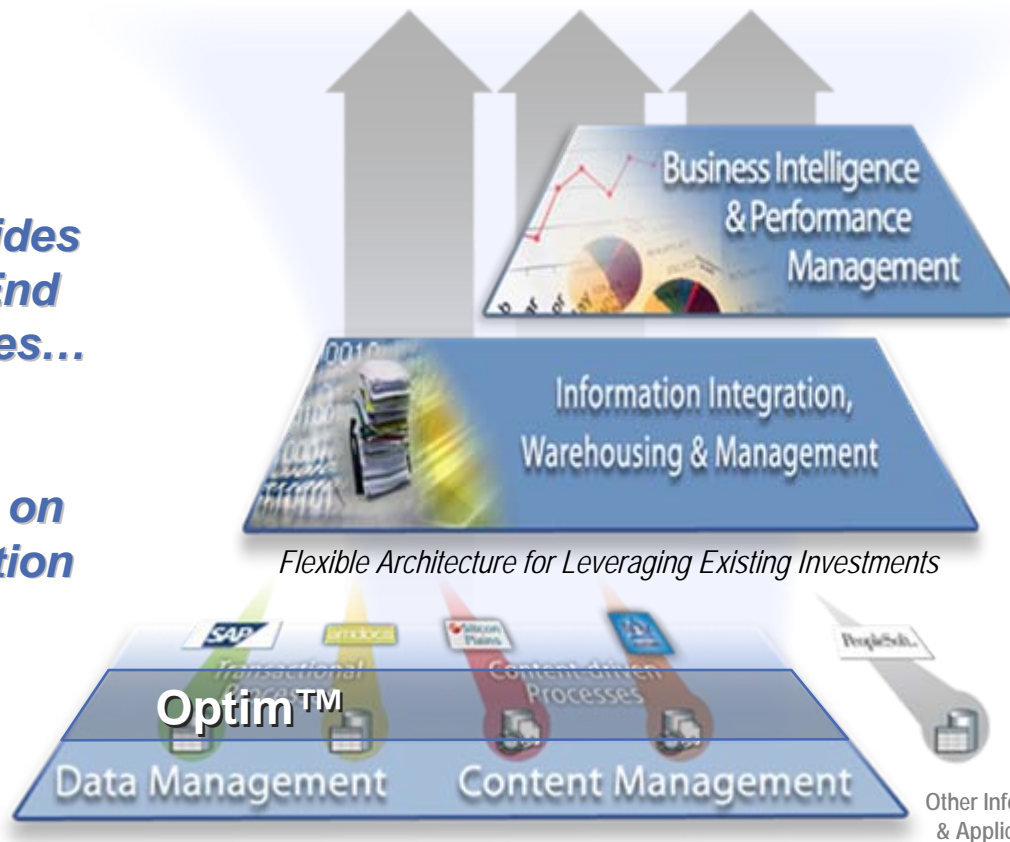 Business Intelligence
& Performance
Management
ides
End
es…
Information Integration,
Warehousing & Management
on
tion
Flexible Architecture for Leveraging Existing Investments
SAP
amdocs
Silicon
Plains
PeopleSoft.
Transactional
Content-driven
Processes
Optim™
Data Management
Content Management
Other Info
& Applic